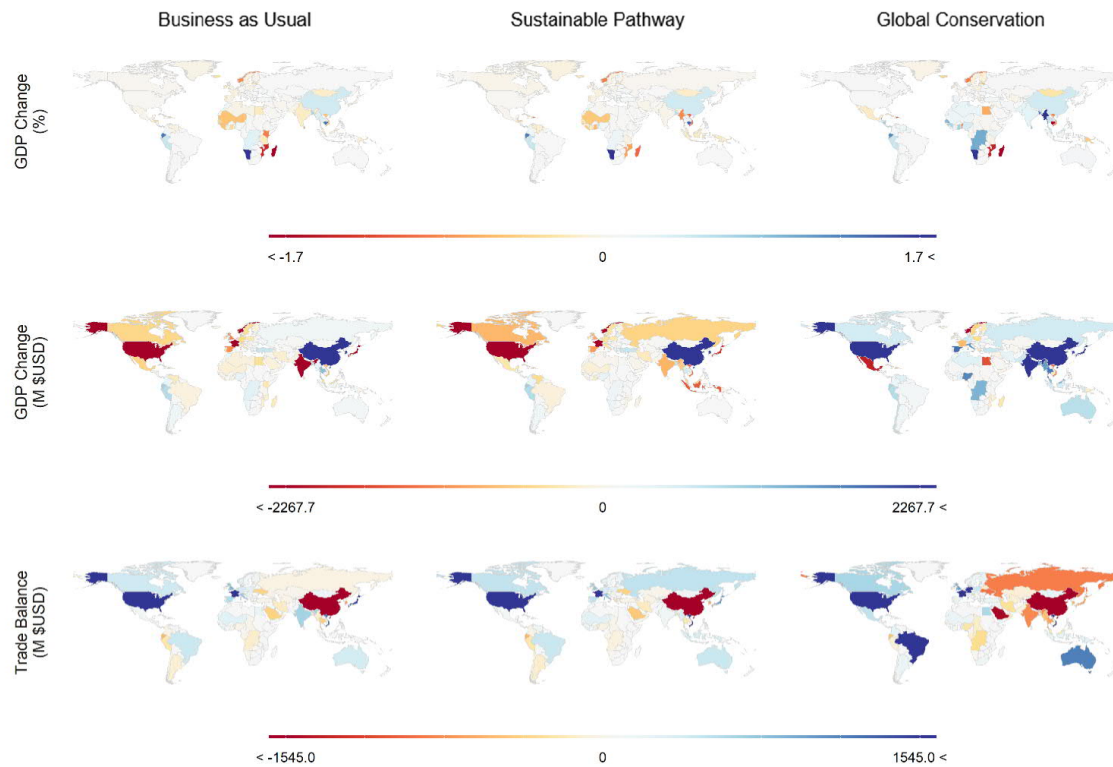 Business as Usual Sustainable Pathway Global Conservation
GDP Change
(%)
< -1.7 0 1.7 <
GDP Change
(M $USD)
< -2267.7 0 2267.7 <
Trade Balance
(M $USD)
< -1545.0 0 1545.0 <